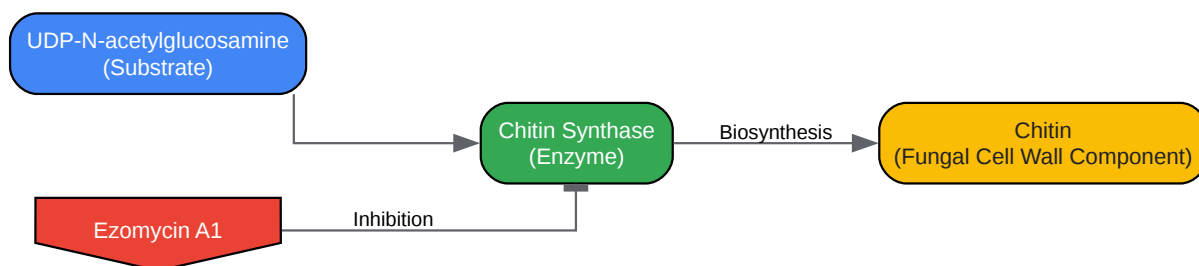 UDP-N-acetylglucosamine
(Substrate)
Chitin Synthase
(Enzyme)
Biosynthesis
Chitin
(Fungal Cell Wall Component)
Ezomycin A1
Inhibition